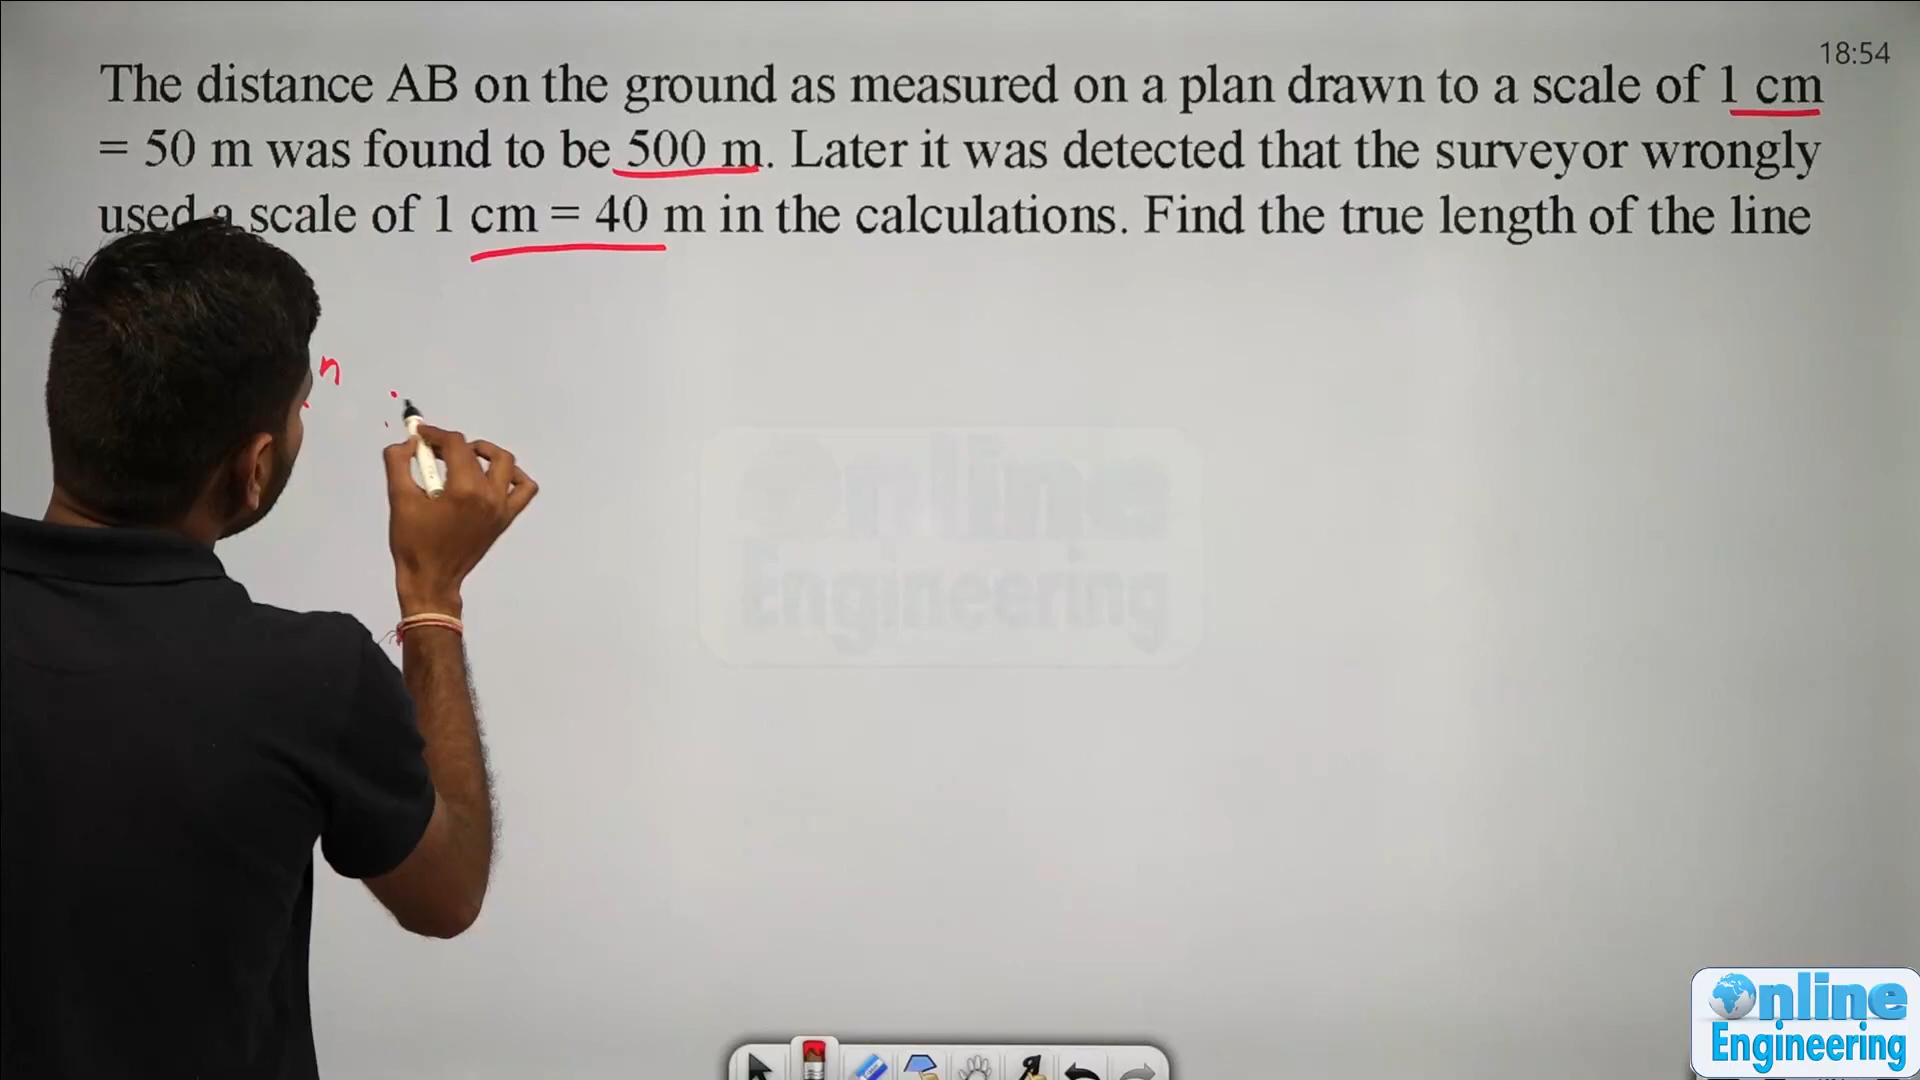 18:54
The distance AB on the ground as measured on a plan drawn to a scale of 1 cm
= 50 m was found to be 500 m. Later it was detected that the surveyor wrongly
used a scale of 1 cm = 40 m in the calculations. Find the true length of the line
n
Online
Engineering
Online
Engineering